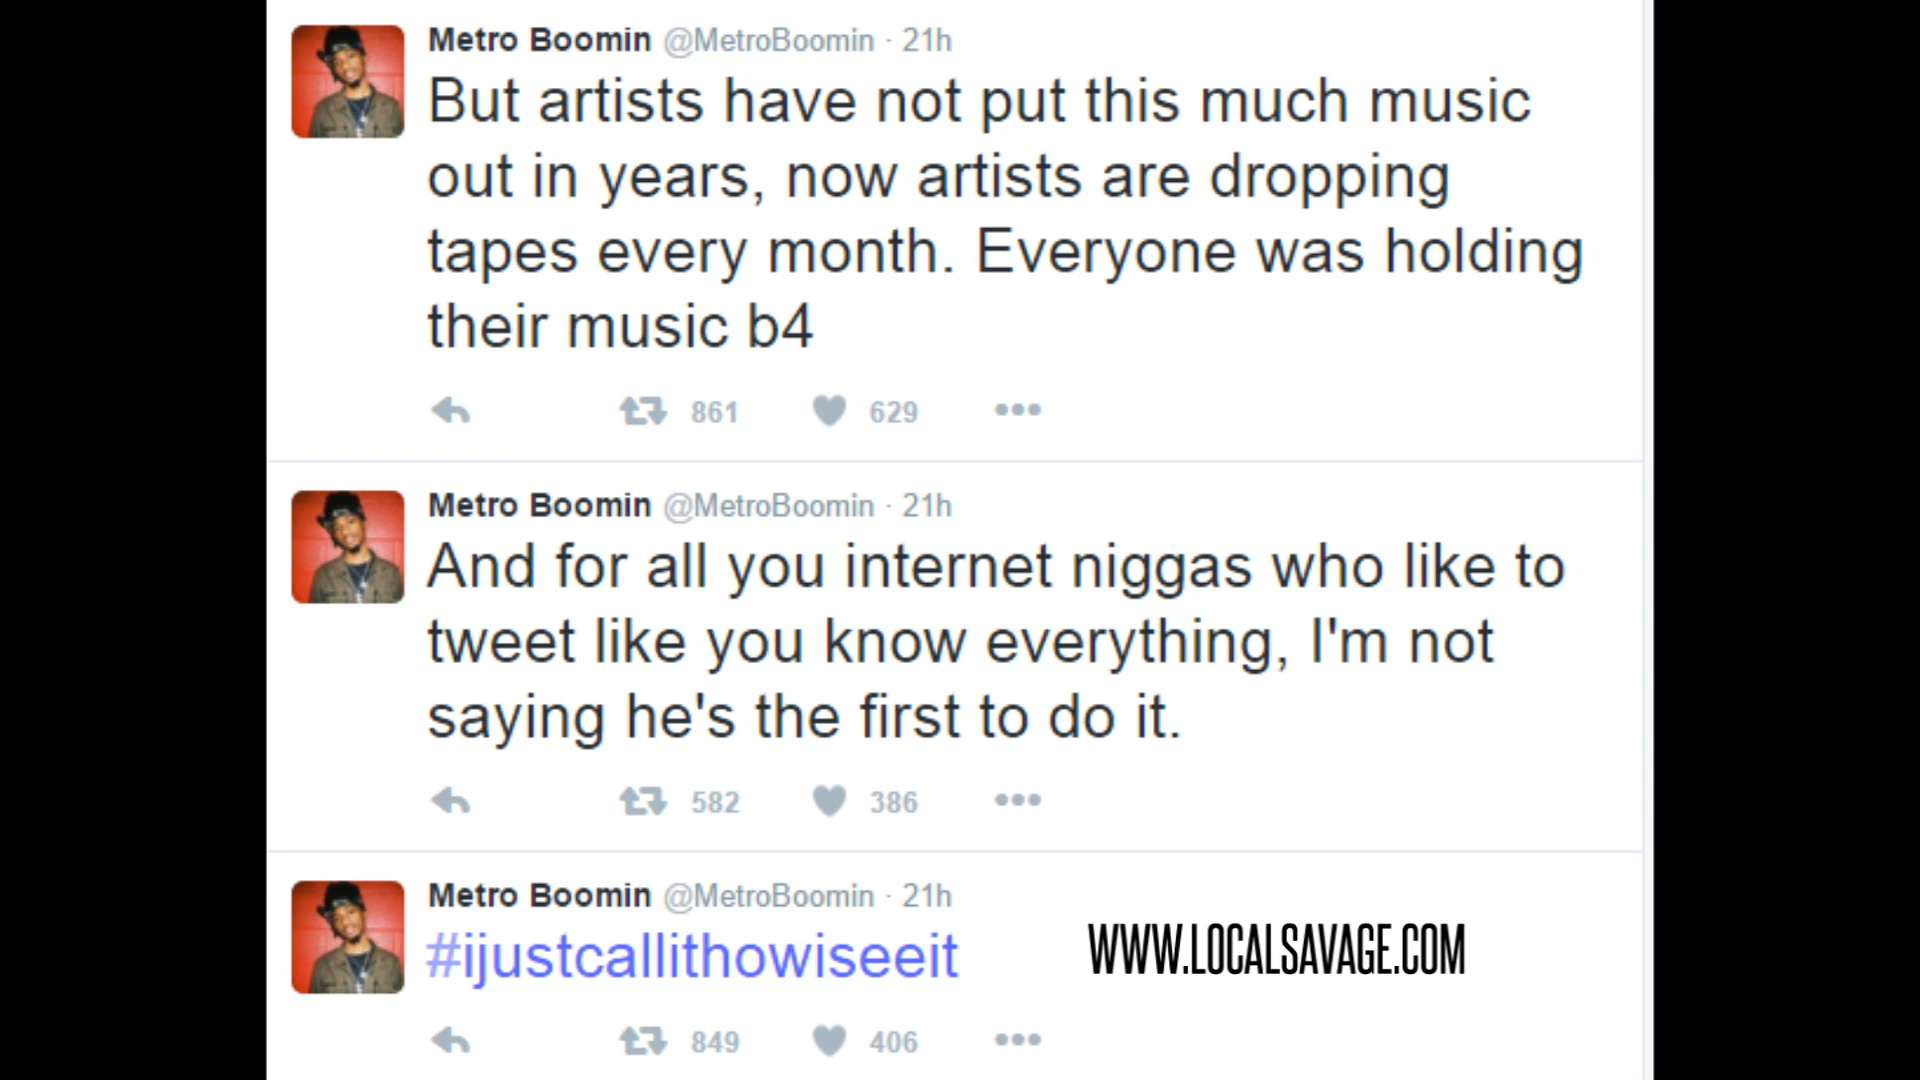 Metro Boomin @MetroBoomin · 21h
But artists have not put this much music
out in years, now artists are dropping
tapes every month. Everyone was holding
their music b4
861 629
Metro Boomin @MetroBoomin · 21h
And for all you internet niggas who like to
tweet like you know everything, I'm not
saying he's the first to do it.
582 386
Metro Boomin @MetroBoomin · 21h
#ijustcallithowiseeit
WWW.LOCALSAVAGE.COM
849 406